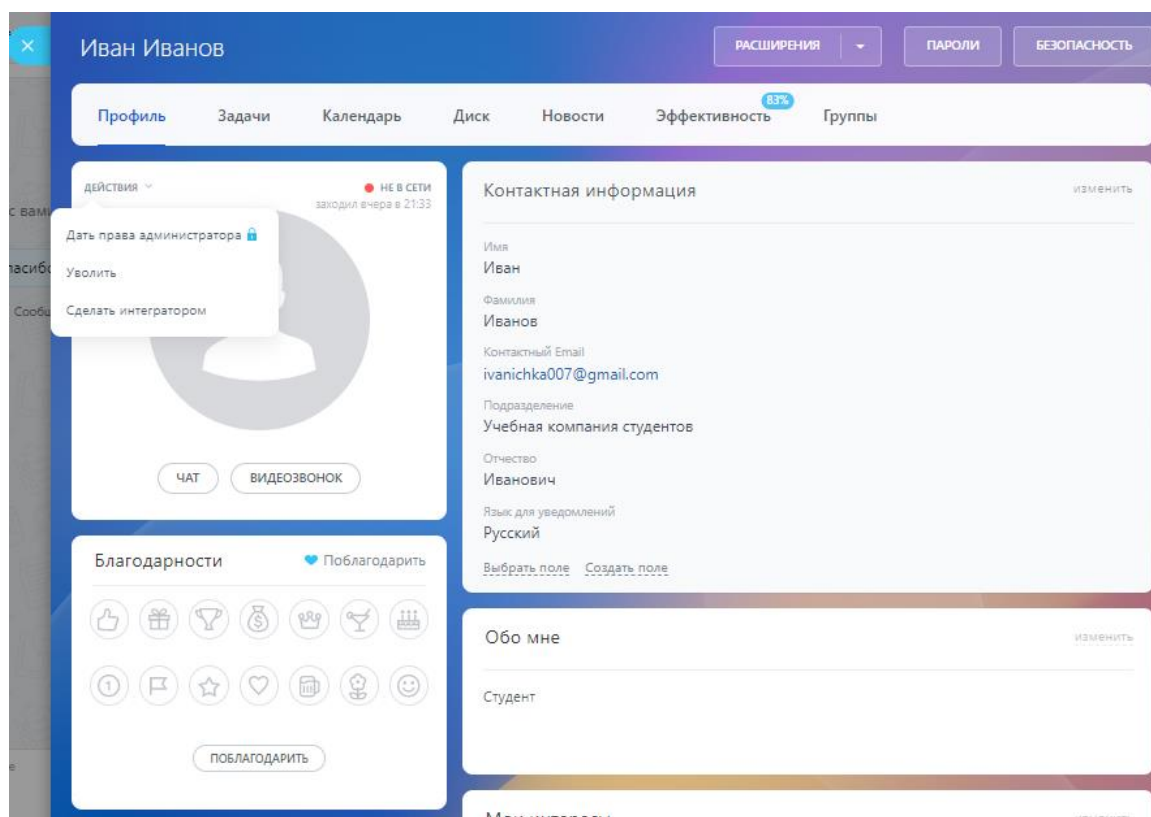 Иван Иванов
РАСШИРЕНИЯ
ПАРОЛИ
БЕЗОПАСНОСТЬ
Профиль
Задачи
Календарь
Диск
Новости
Эффективность
83%
Группы
ДЕЙСТВИЯ
НЕ В СЕТИ
заходил вчера в 21:33
Дать права администратора
Уволить
Сделать интегратором
ЧАТ
ВИДЕОЗВОНОК
Благодарности
Поблагодарить
ПОБЛАГОДАРИТЬ
Контактная информация
изменить
Имя
Иван
Фамилия
Иванов
Контактный Email
ivanichka007@gmail.com
Подразделение
Учебная компания студентов
Отчество
Иванович
Язык для уведомлений
Русский
Выбрать поле Создать поле
Обо мне
изменить
Студент
с вами